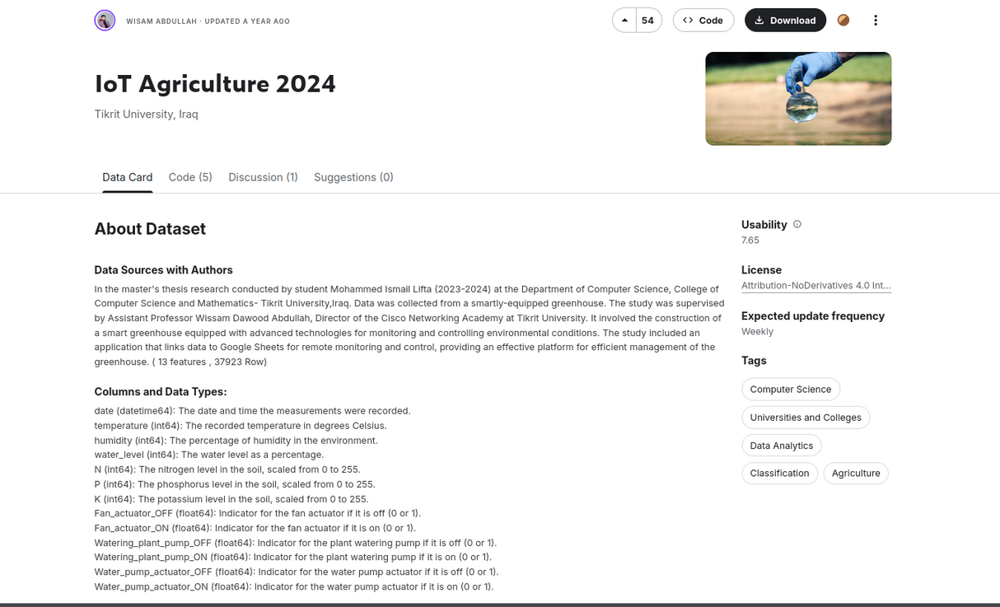 WISAM ABDULLAH · UPDATED A YEAR AGO
54
Code
Download
IoT Agriculture 2024
Tikrit University, Iraq
Data Card
Code (5)
Discussion (1)
Suggestions (0)
About Dataset
Data Sources with Authors
In the master's thesis research conducted by student Mohammed Ismail Lifta (2023-2024) at the Department of Computer Science, College of
Computer Science and Mathematics- Tikrit University,Iraq. Data was collected from a smartly-equipped greenhouse. The study was supervised
by Assistant Professor Wissam Dawood Abdullah, Director of the Cisco Networking Academy at Tikrit University. It involved the construction of
a smart greenhouse equipped with advanced technologies for monitoring and controlling environmental conditions. The study included an
application that links data to Google Sheets for remote monitoring and control, providing an effective platform for efficient management of the
greenhouse. ( 13 features , 37923 Row)
Columns and Data Types:
date (datetime64): The date and time the measurements were recorded.
temperature (int64): The recorded temperature in degrees Celsius.
humidity (int64): The percentage of humidity in the environment.
water_level (int64): The water level as a percentage.
N (int64): The nitrogen level in the soil, scaled from 0 to 255.
P (int64): The phosphorus level in the soil, scaled from 0 to 255.
K (int64): The potassium level in the soil, scaled from 0 to 255.
Fan_actuator_OFF (float64): Indicator for the fan actuator if it is off (0 or 1).
Fan_actuator_ON (float64): Indicator for the fan actuator if it is on (0 or 1).
Watering_plant_pump_OFF (float64): Indicator for the plant watering pump if it is off (0 or 1).
Watering_plant_pump_ON (float64): Indicator for the plant watering pump if it is on (0 or 1).
Water_pump_actuator_OFF (float64): Indicator for the water pump actuator if it is off (0 or 1).
Water_pump_actuator_ON (float64): Indicator for the water pump actuator if it is on (0 or 1).
Usability
7.65
License
Attribution-NoDerivatives 4.0 Int...
Expected update frequency
Weekly
Tags
Computer Science
Universities and Colleges
Data Analytics
Classification
Agriculture